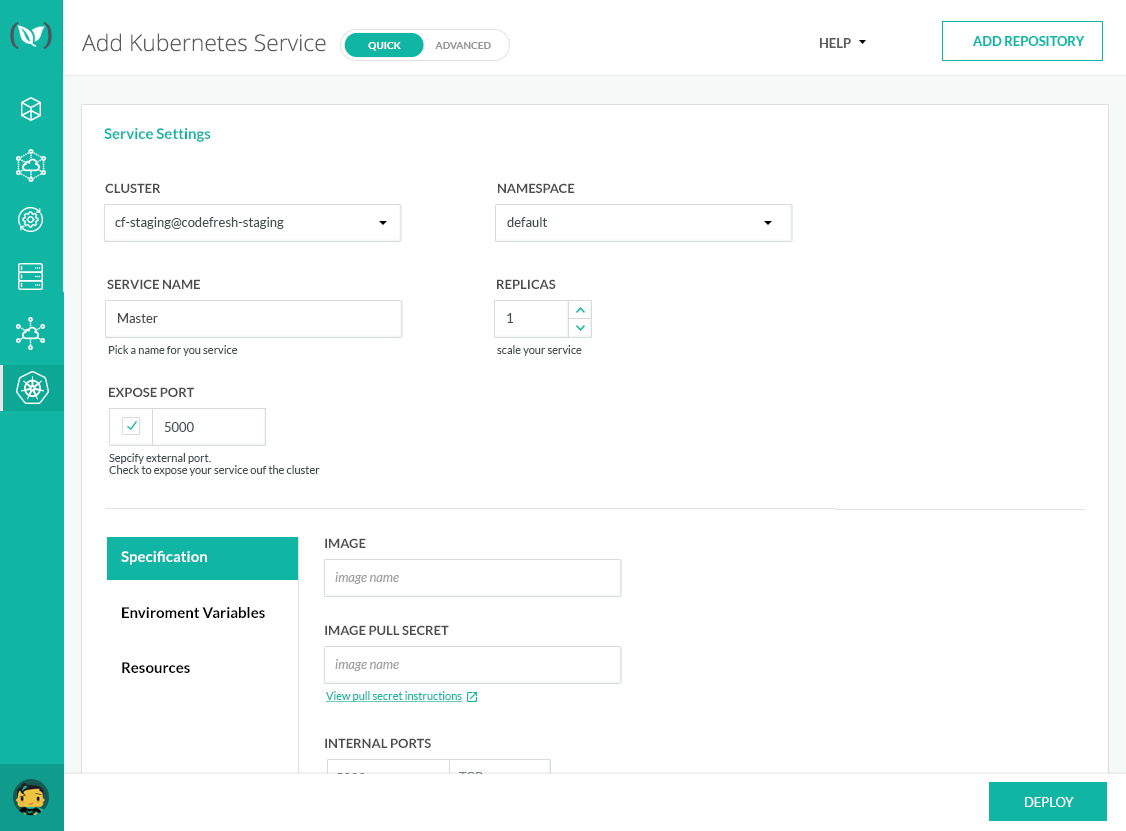 Add Kubernetes Service
QUICK
ADVANCED
HELP
ADD REPOSITORY
Service Settings
CLUSTER
NAMESPACE
cf-staging@codefresh-staging
default
SERVICE NAME
REPLICAS
Master
1
Pick a name for you service
scale your service
EXPOSE PORT
5000
Sepcify external port.
Check to expose your service ouf the cluster
Specification
Enviroment Variables
Resources
IMAGE
image name
IMAGE PULL SECRET
image name
View pull secret instructions
INTERNAL PORTS
TCP
DEPLOY